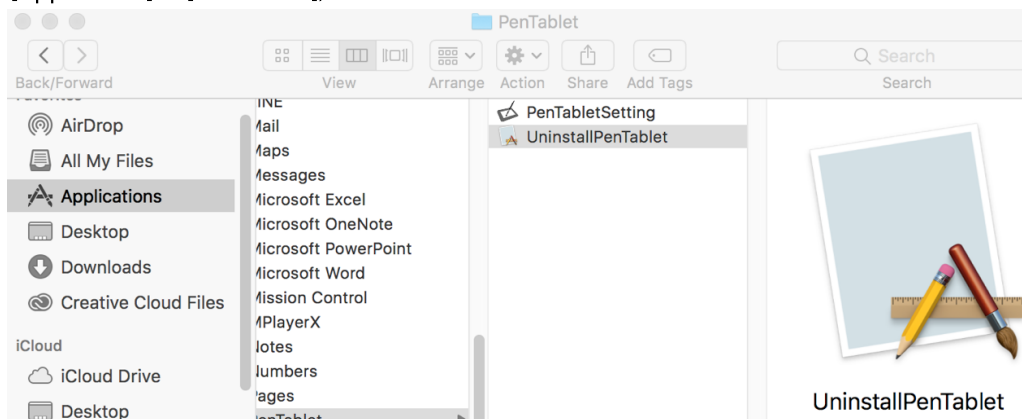 PenTablet
Back/Forward
View
Arrange
Action
Share
Add Tags
Search
Search
AirDrop
All My Files
Applications
Desktop
Downloads
Creative Cloud Files
iCloud
iCloud Drive
Desktop
INE
Mail
Maps
Messages
Microsoft Excel
Microsoft OneNote
Microsoft PowerPoint
Microsoft Word
Mission Control
MPlayerX
Notes
Numbers
Pages
PenTablet
PenTabletSetting
UninstallPenTablet
UninstallPenTablet